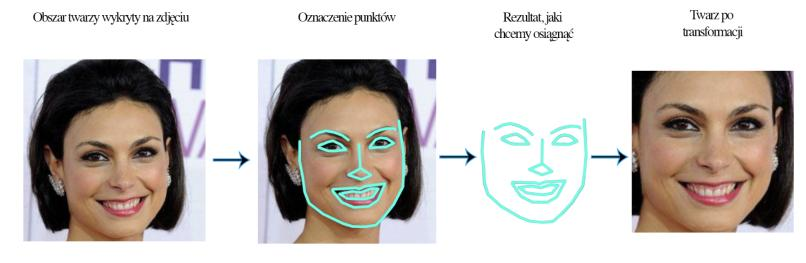 Obszar twarzy wykryty na zdjęciu
Oznaczenie punktów
Rezultat, jaki
chcemy osiągnąć
Twarz po
transformacji